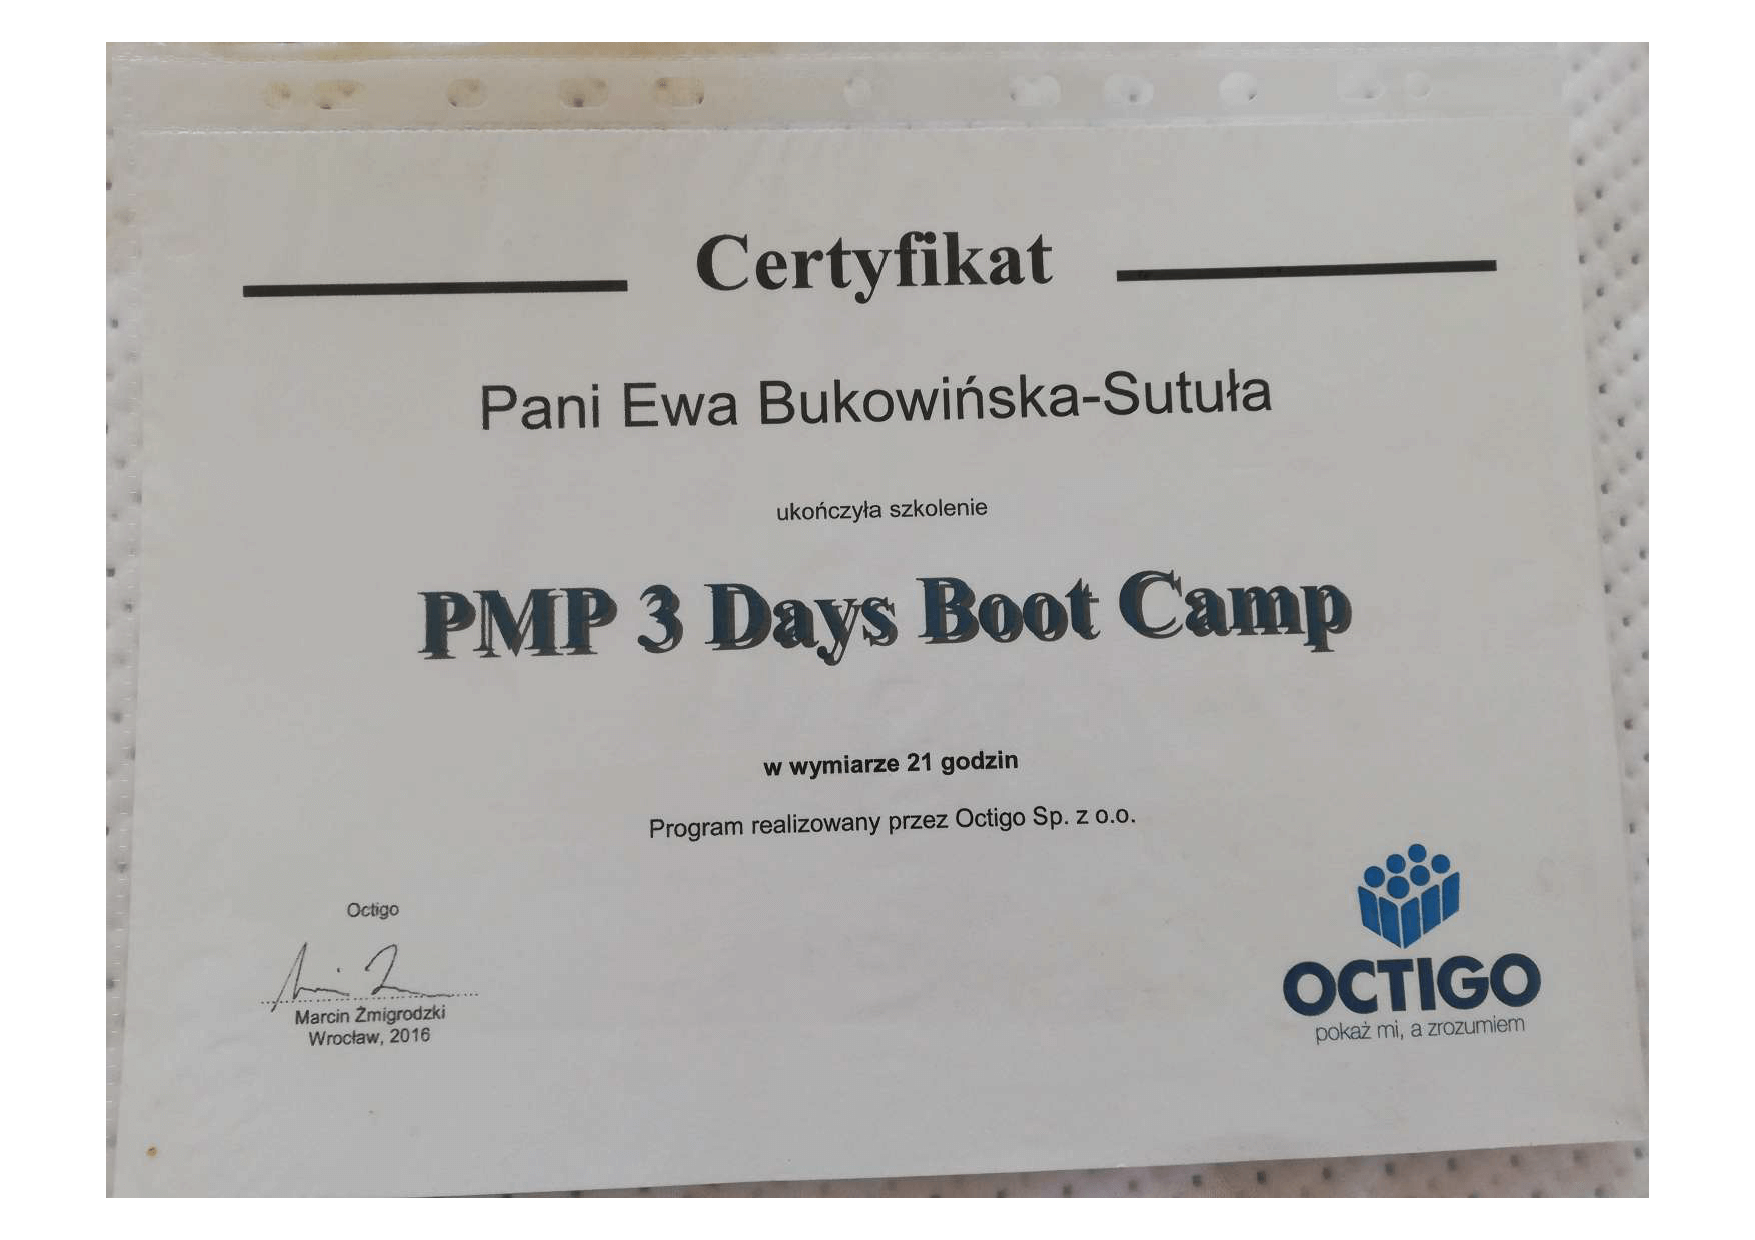 Certyfikat
Pani Ewa Bukowińska-Sutuła
ukończyła szkolenie
PMP 3 Days Boot Camp
w wymiarze 21 godzin
Program realizowany przez Octigo Sp. z o.o.
Octigo
Marcin Żmigrodzki
Wrocław, 2016
OCTIGO
pokaż mi, a zrozumiem